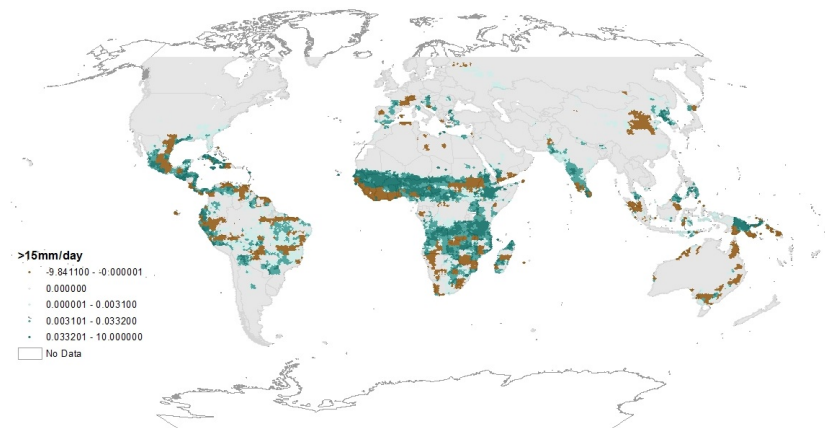 >15mm/day
-9.841100 - -0.000001
0.000000
0.000001 - 0.003100
0.003101 - 0.033200
0.033201 - 10.000000
No Data